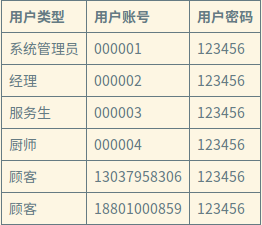 用户类型 用户账号 用户密码
系统管理员 000001 123456
经理 000002 123456
服务生 000003 123456
厨师 000004 123456
顾客 13037958306 123456
顾客 18801000859 123456